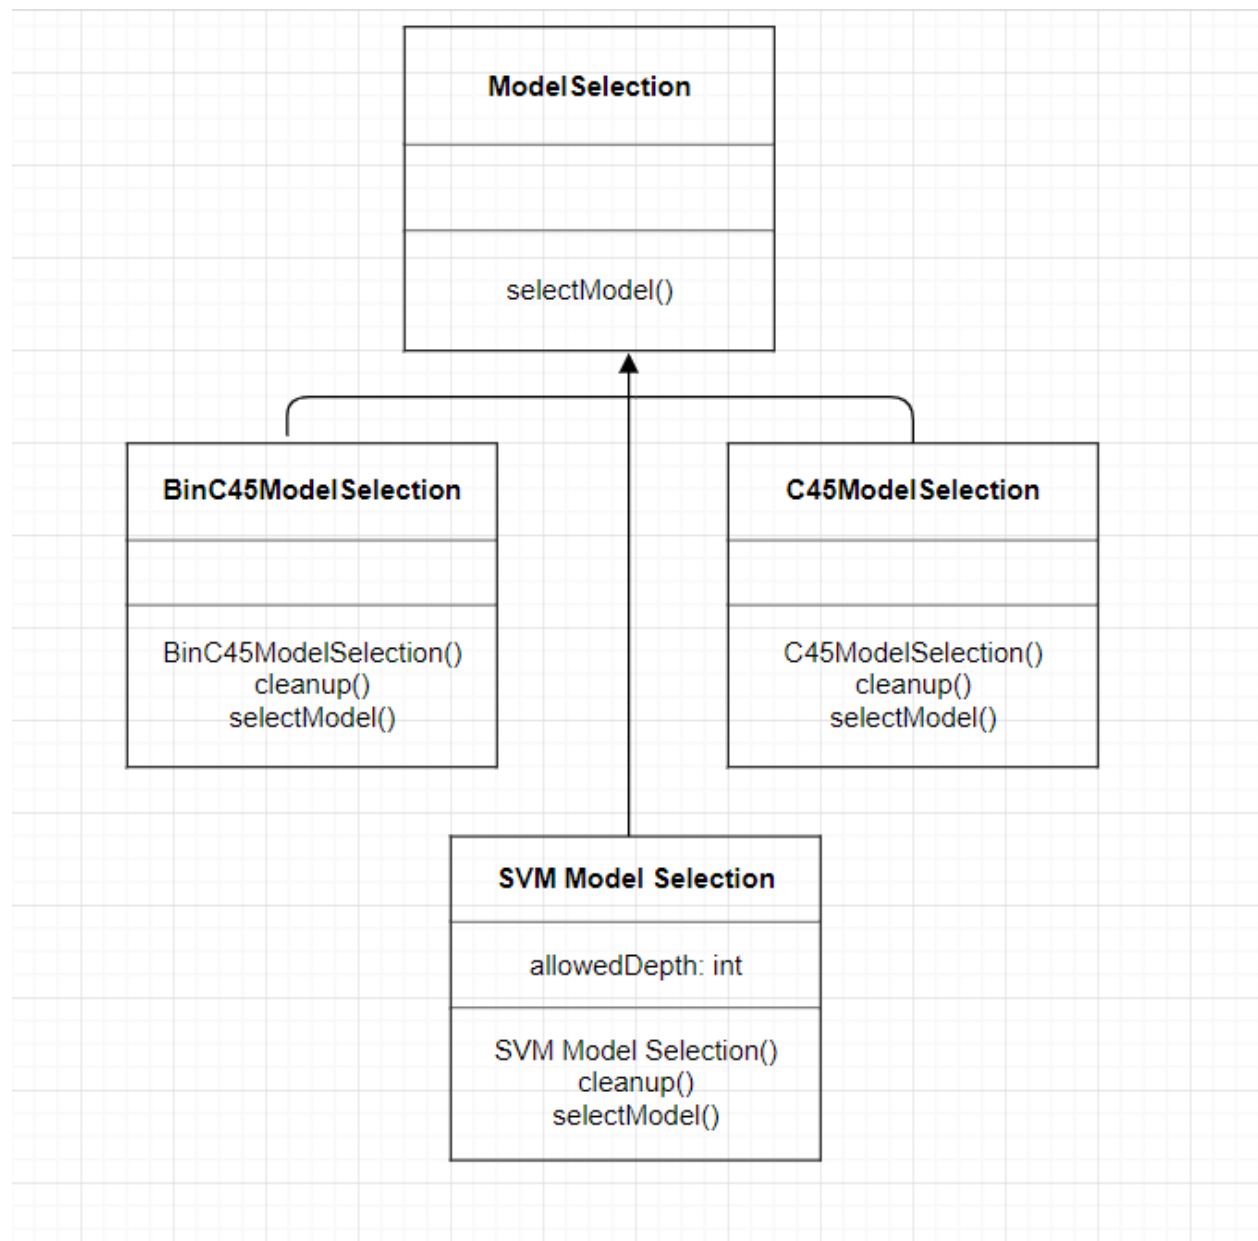 ModelSelection
selectModel()
BinC45ModelSelection
BinC45ModelSelection()
cleanup()
selectModel()
C45ModelSelection
C45ModelSelection()
cleanup()
selectModel()
SVM Model Selection
allowedDepth: int
SVM Model Selection()
cleanup()
selectModel()